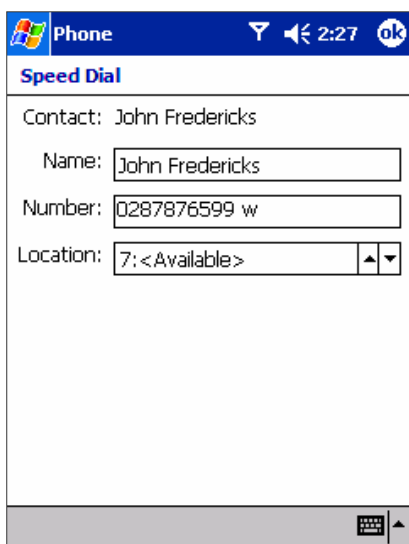 Phone 2:27 ok
Speed Dial
Contact: John Fredericks
Name: John Fredericks
Number: 0287876599 w
Location: 7:<Available>